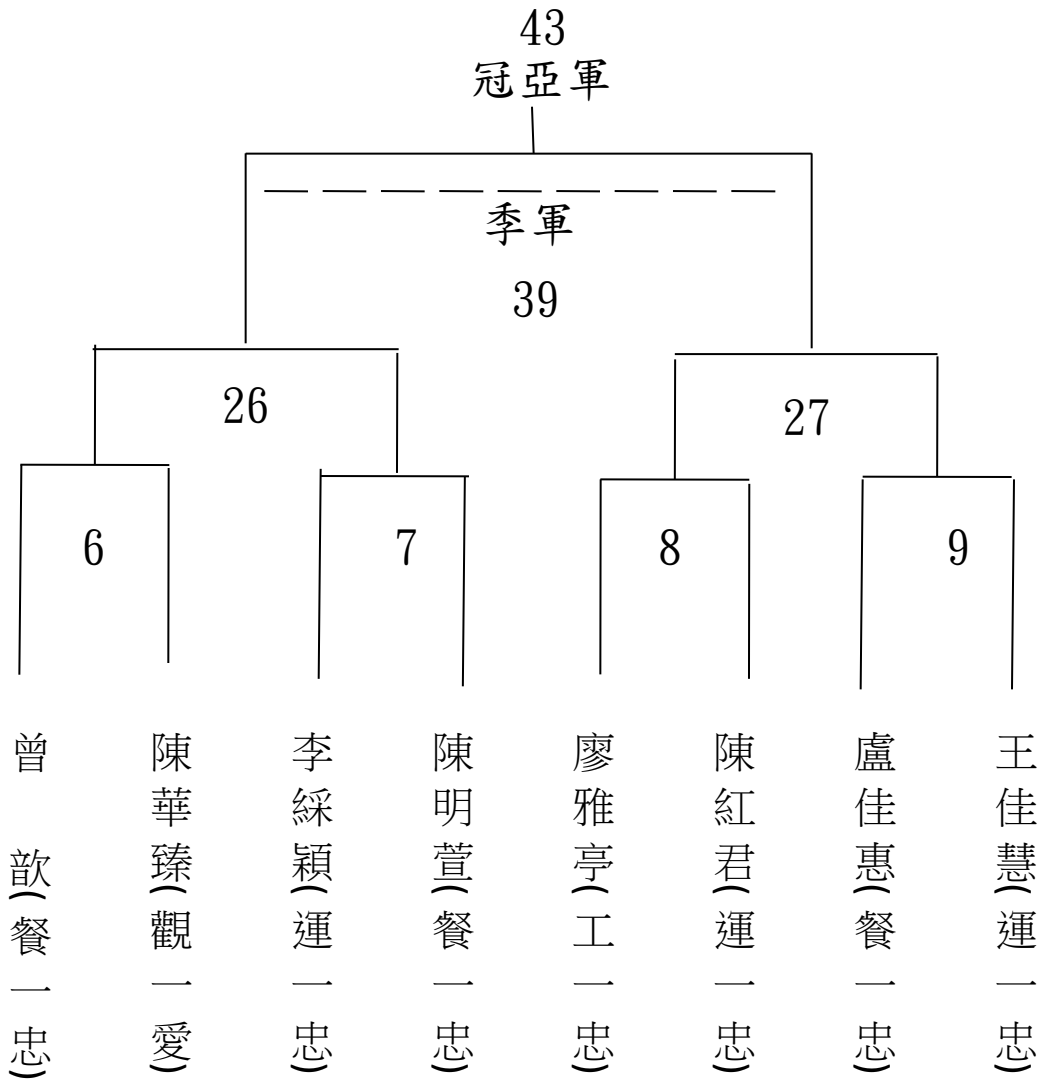 43
冠亞軍
季軍
39
26
27
6
7
8
9
曾 歆(餐一忠)
陳華臻(觀一愛)
李綵穎(運一忠)
陳明萱(餐一忠)
廖雅亭(工一忠)
陳紅君(運一忠)
盧佳惠(餐一忠)
王佳慧(運一忠)